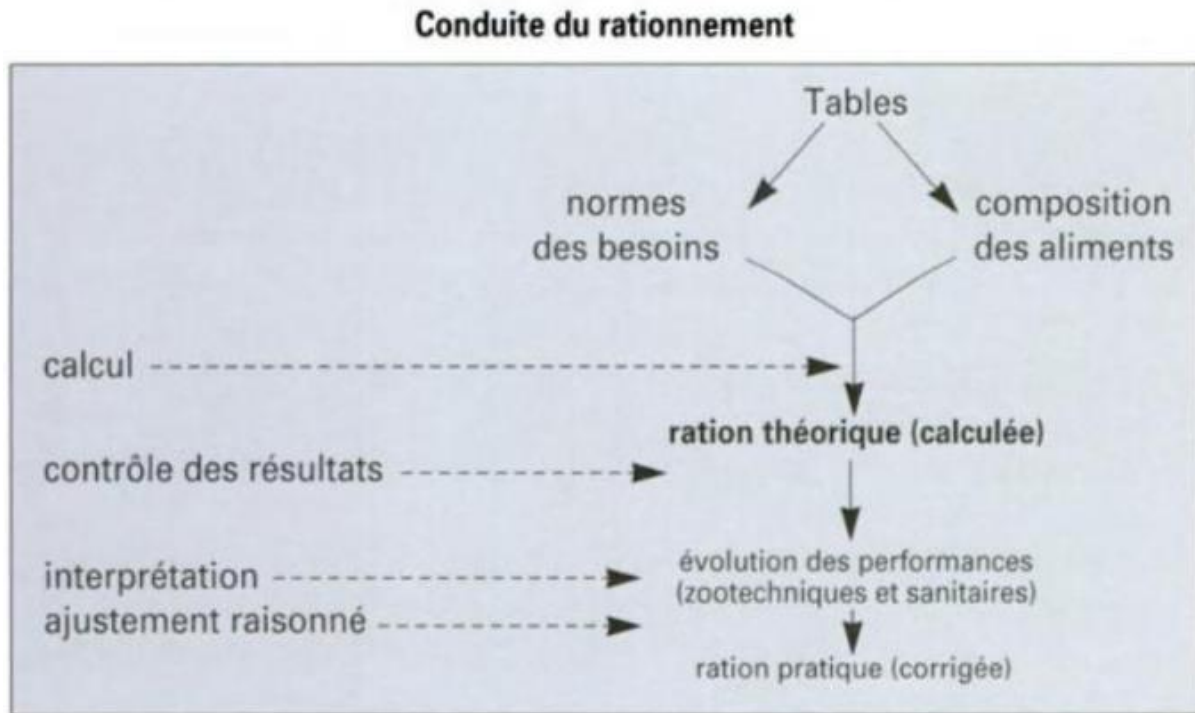 Conduite du rationnement
Tables
normes
des besoins
composition
des aliments
calcul
ration théorique (calculée)
contrôle des résultats
évolution des performances
(zootechniques et sanitaires)
interprétation
ajustement raisonné
ration pratique (corrigée)